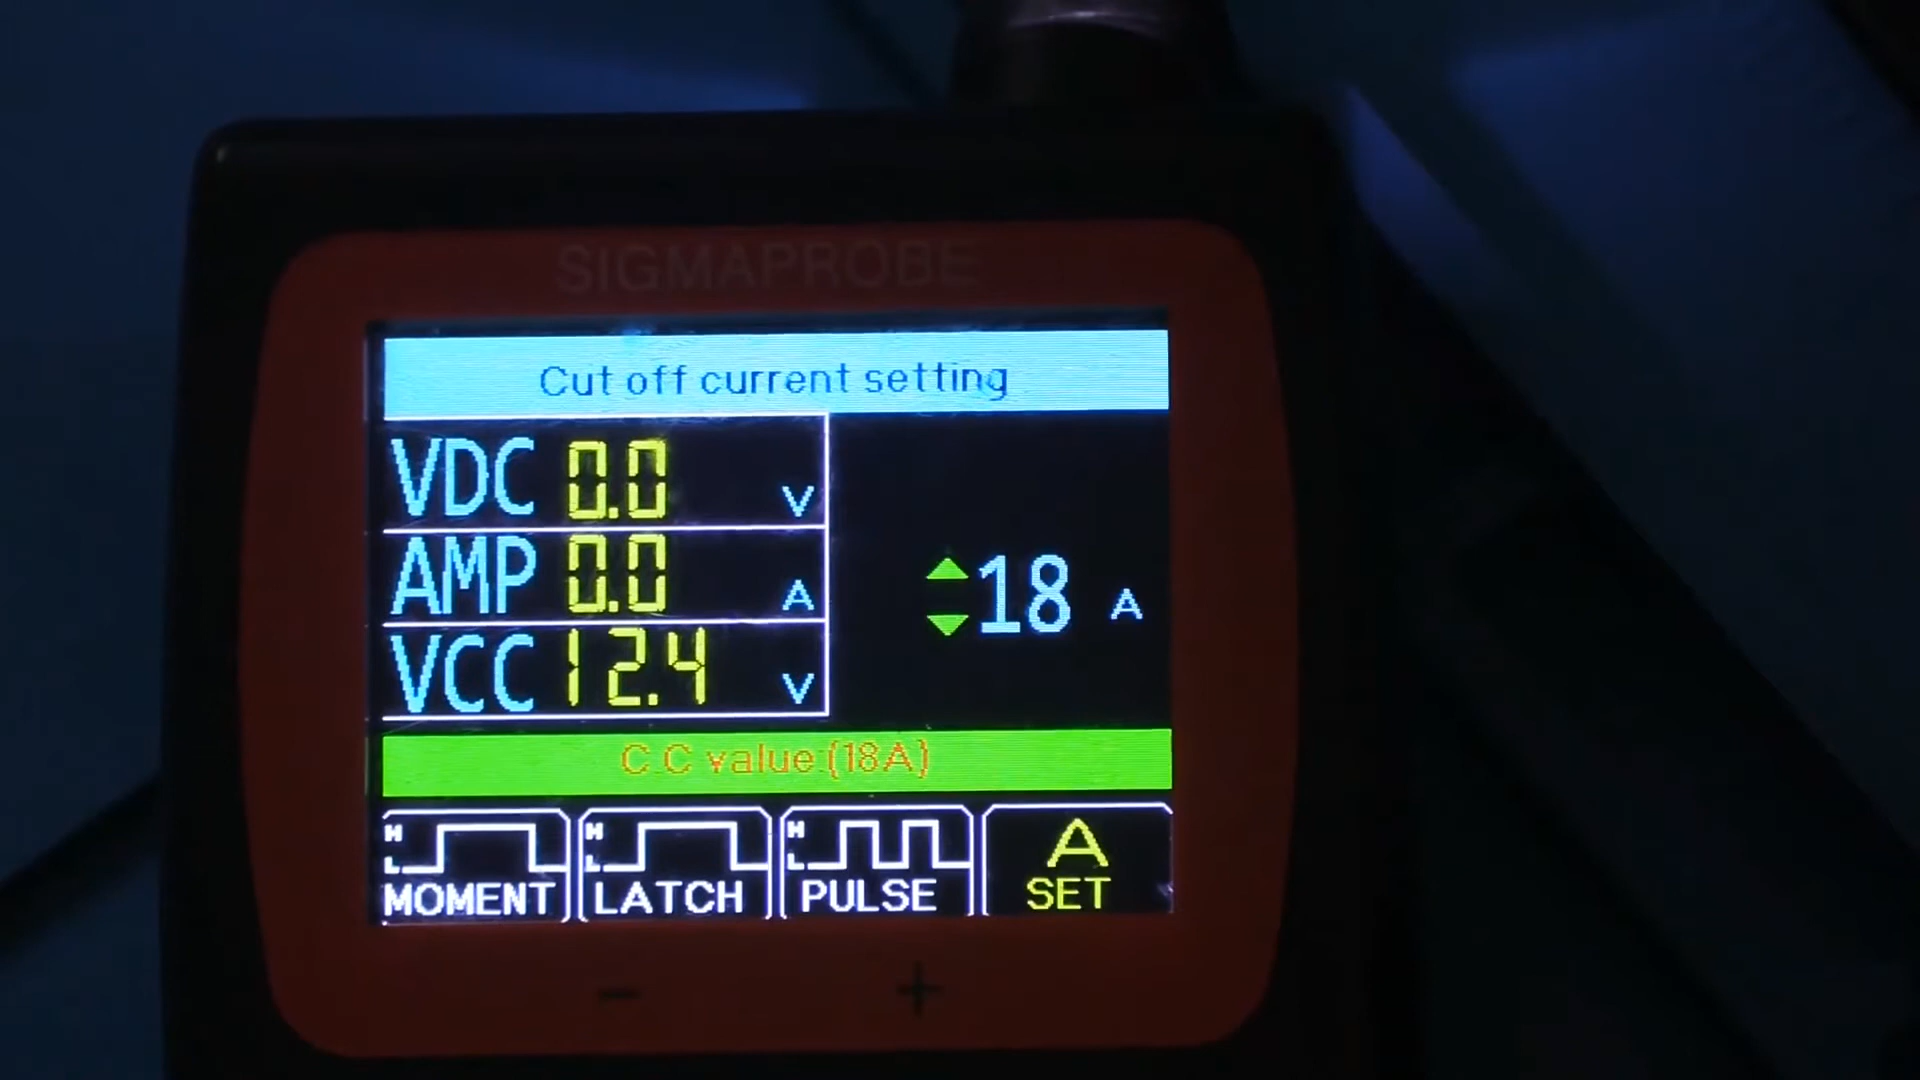 SIGMAPROBE
Cut off current setting
VDC 0.0 V
AMP 0.0 A
18 A
VCC 12.4 V
C.C value:(18A)
H L MOMENT
H L LATCH
H L PULSE
A SET
- +